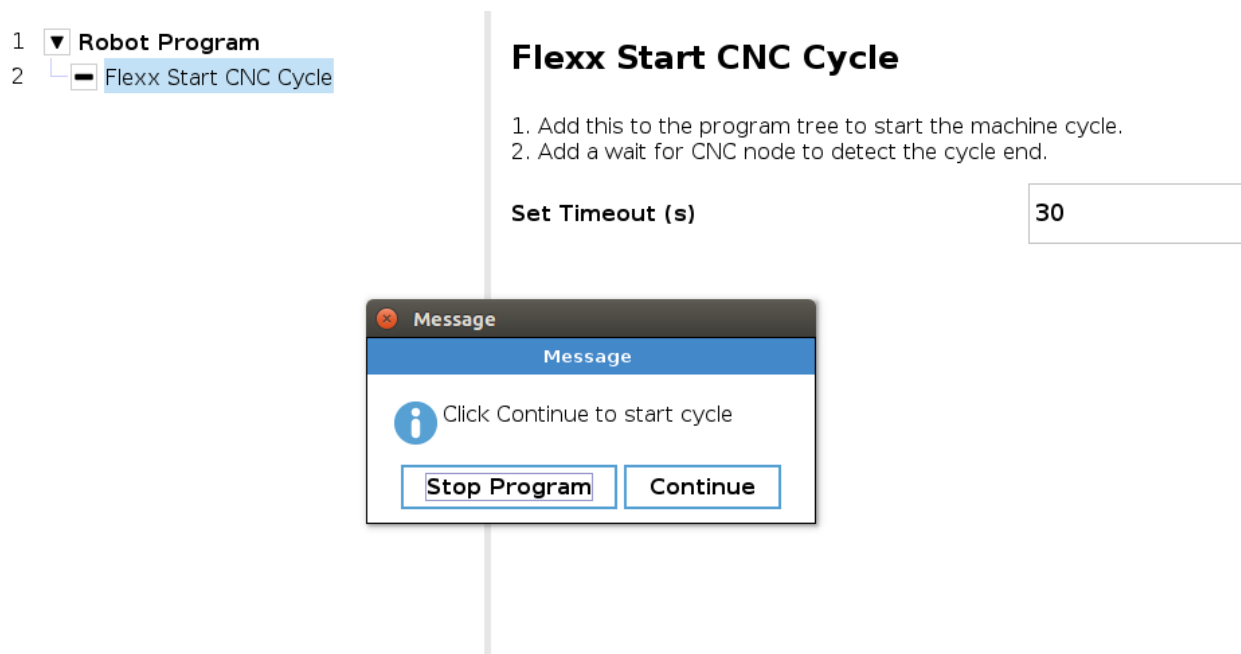 1 Robot Program
2 Flexx Start CNC Cycle
Flexx Start CNC Cycle
1. Add this to the program tree to start the machine cycle.
2. Add a wait for CNC node to detect the cycle end.
Set Timeout (s) 30
Message
Message
Click Continue to start cycle
Stop Program Continue